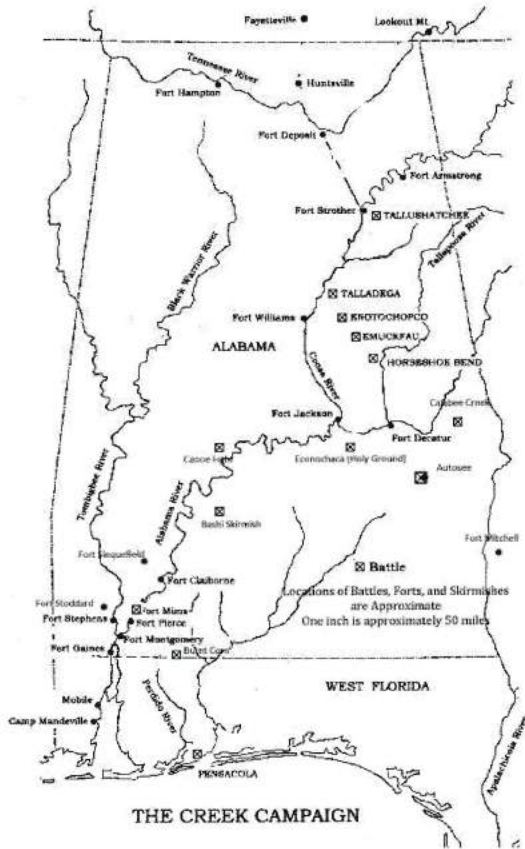 Fayetteville
Lookout Mt.
Tennessee River
Huntsville
Fort Hampton
Fort Deposit
Fort Armstrong
Fort Strother
TALLUSHATCHEE
Tallapoosa River
Black Warrior River
TALLADEGA
Fort Williams
ENOTOCHOPCO
EMUCKFAU
ALABAMA
HORSESHOE BEND
Coosa River
Calabee Creek
Fort Jackson
Fort Decatur
Canoe Fight
Econochaca (Holy Ground)
Autosee
Tombigbee River
Alabama River
Bashi Skirmish
Fort Mitchell
Fort Sinquefield
Battle
Fort Claiborne
Locations of Battles, Forts, and Skirmishes
are Approximate
One inch is approximately 50 miles
Fort Stoddard
Fort Mims
Fort Stephens
Fort Pierce
Fort Montgomery
Fort Gaines
Burnt Corn
WEST FLORIDA
Perdido River
Mobile
Camp Mandeville
Apalachicola River
PENSACOLA
THE CREEK CAMPAIGN